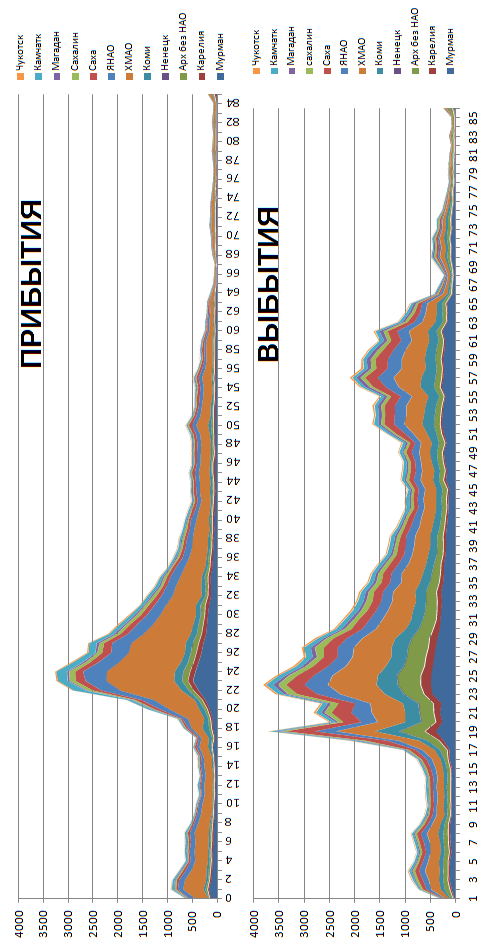 ПРИБЫТИЯ
4000
3500
3000
2500
2000
1500
1000
500
0
0 2 4 6 8 10 12 14 16 18 20 22 24 26 28 30 32 34 36 38 40 42 44 46 48 50 52 54 56 58 60 62 64 66 68 70 72 74 76 78 80 82 84
Чукотск
Камчатк
Магадан
Сахалин
Саха
ЯНАО
ХМАО
Коми
Ненецк
Арх без НАО
Карелия
Мурман
ВЫБЫТИЯ
4000
3500
3000
2500
2000
1500
1000
500
0
1 3 5 7 9 11 13 15 17 19 21 23 25 27 29 31 33 35 37 39 41 43 45 47 49 51 53 55 57 59 61 63 65 67 69 71 73 75 77 79 81 83 85
Чукотск
Камчатк
Магадан
сахалин
Саха
ЯНАО
ХМАО
Коми
Ненецк
Арх без НАО
Карелия
Мурман